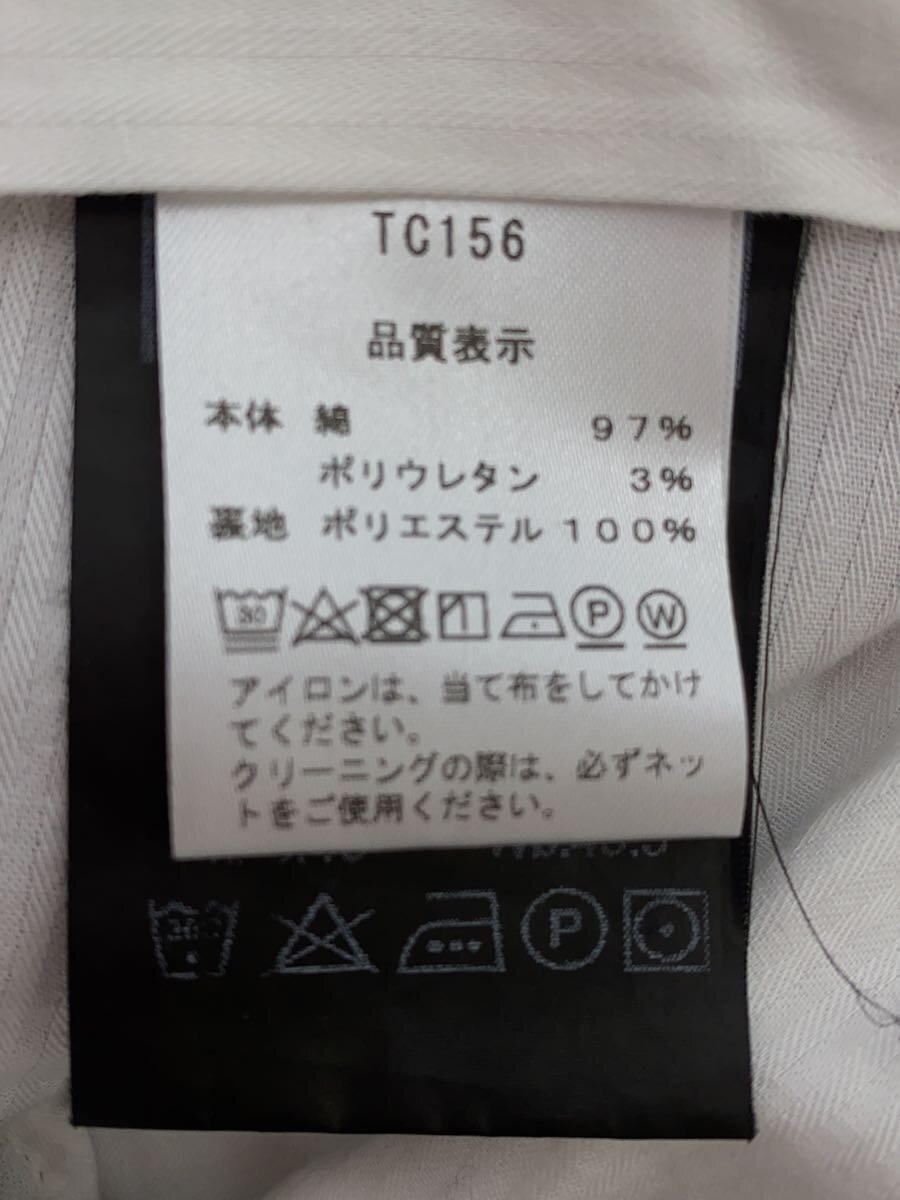 TC156
品質表示
本体 綿 97%
ポリウレタン 3%
裏地 ポリエステル 100%
30 P W
アイロンは、当て布をしてかけ
てください。
クリーニングの際は、必ずネッ
トをご使用ください。
P